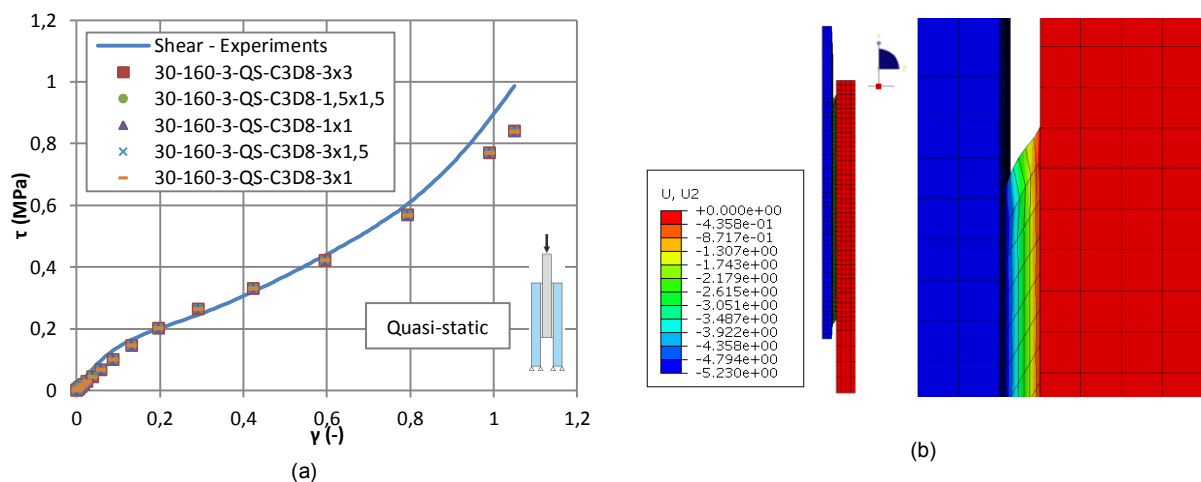 1,2
1
0,8
0,6
0,4
0,2
0
τ (MPa)
Shear - Experiments
30-160-3-QS-C3D8-3x3
30-160-3-QS-C3D8-1,5x1,5
30-160-3-QS-C3D8-1x1
30-160-3-QS-C3D8-3x1,5
30-160-3-QS-C3D8-3x1
Quasi-static
0 0,2 0,4 0,6 0,8 1 1,2
γ (-)
(a)
U, U2
+0.000e+00
-4.358e-01
-8.717e-01
-1.307e+00
-1.743e+00
-2.179e+00
-2.615e+00
-3.051e+00
-3.487e+00
-3.922e+00
-4.358e+00
-4.794e+00
-5.230e+00
(b)